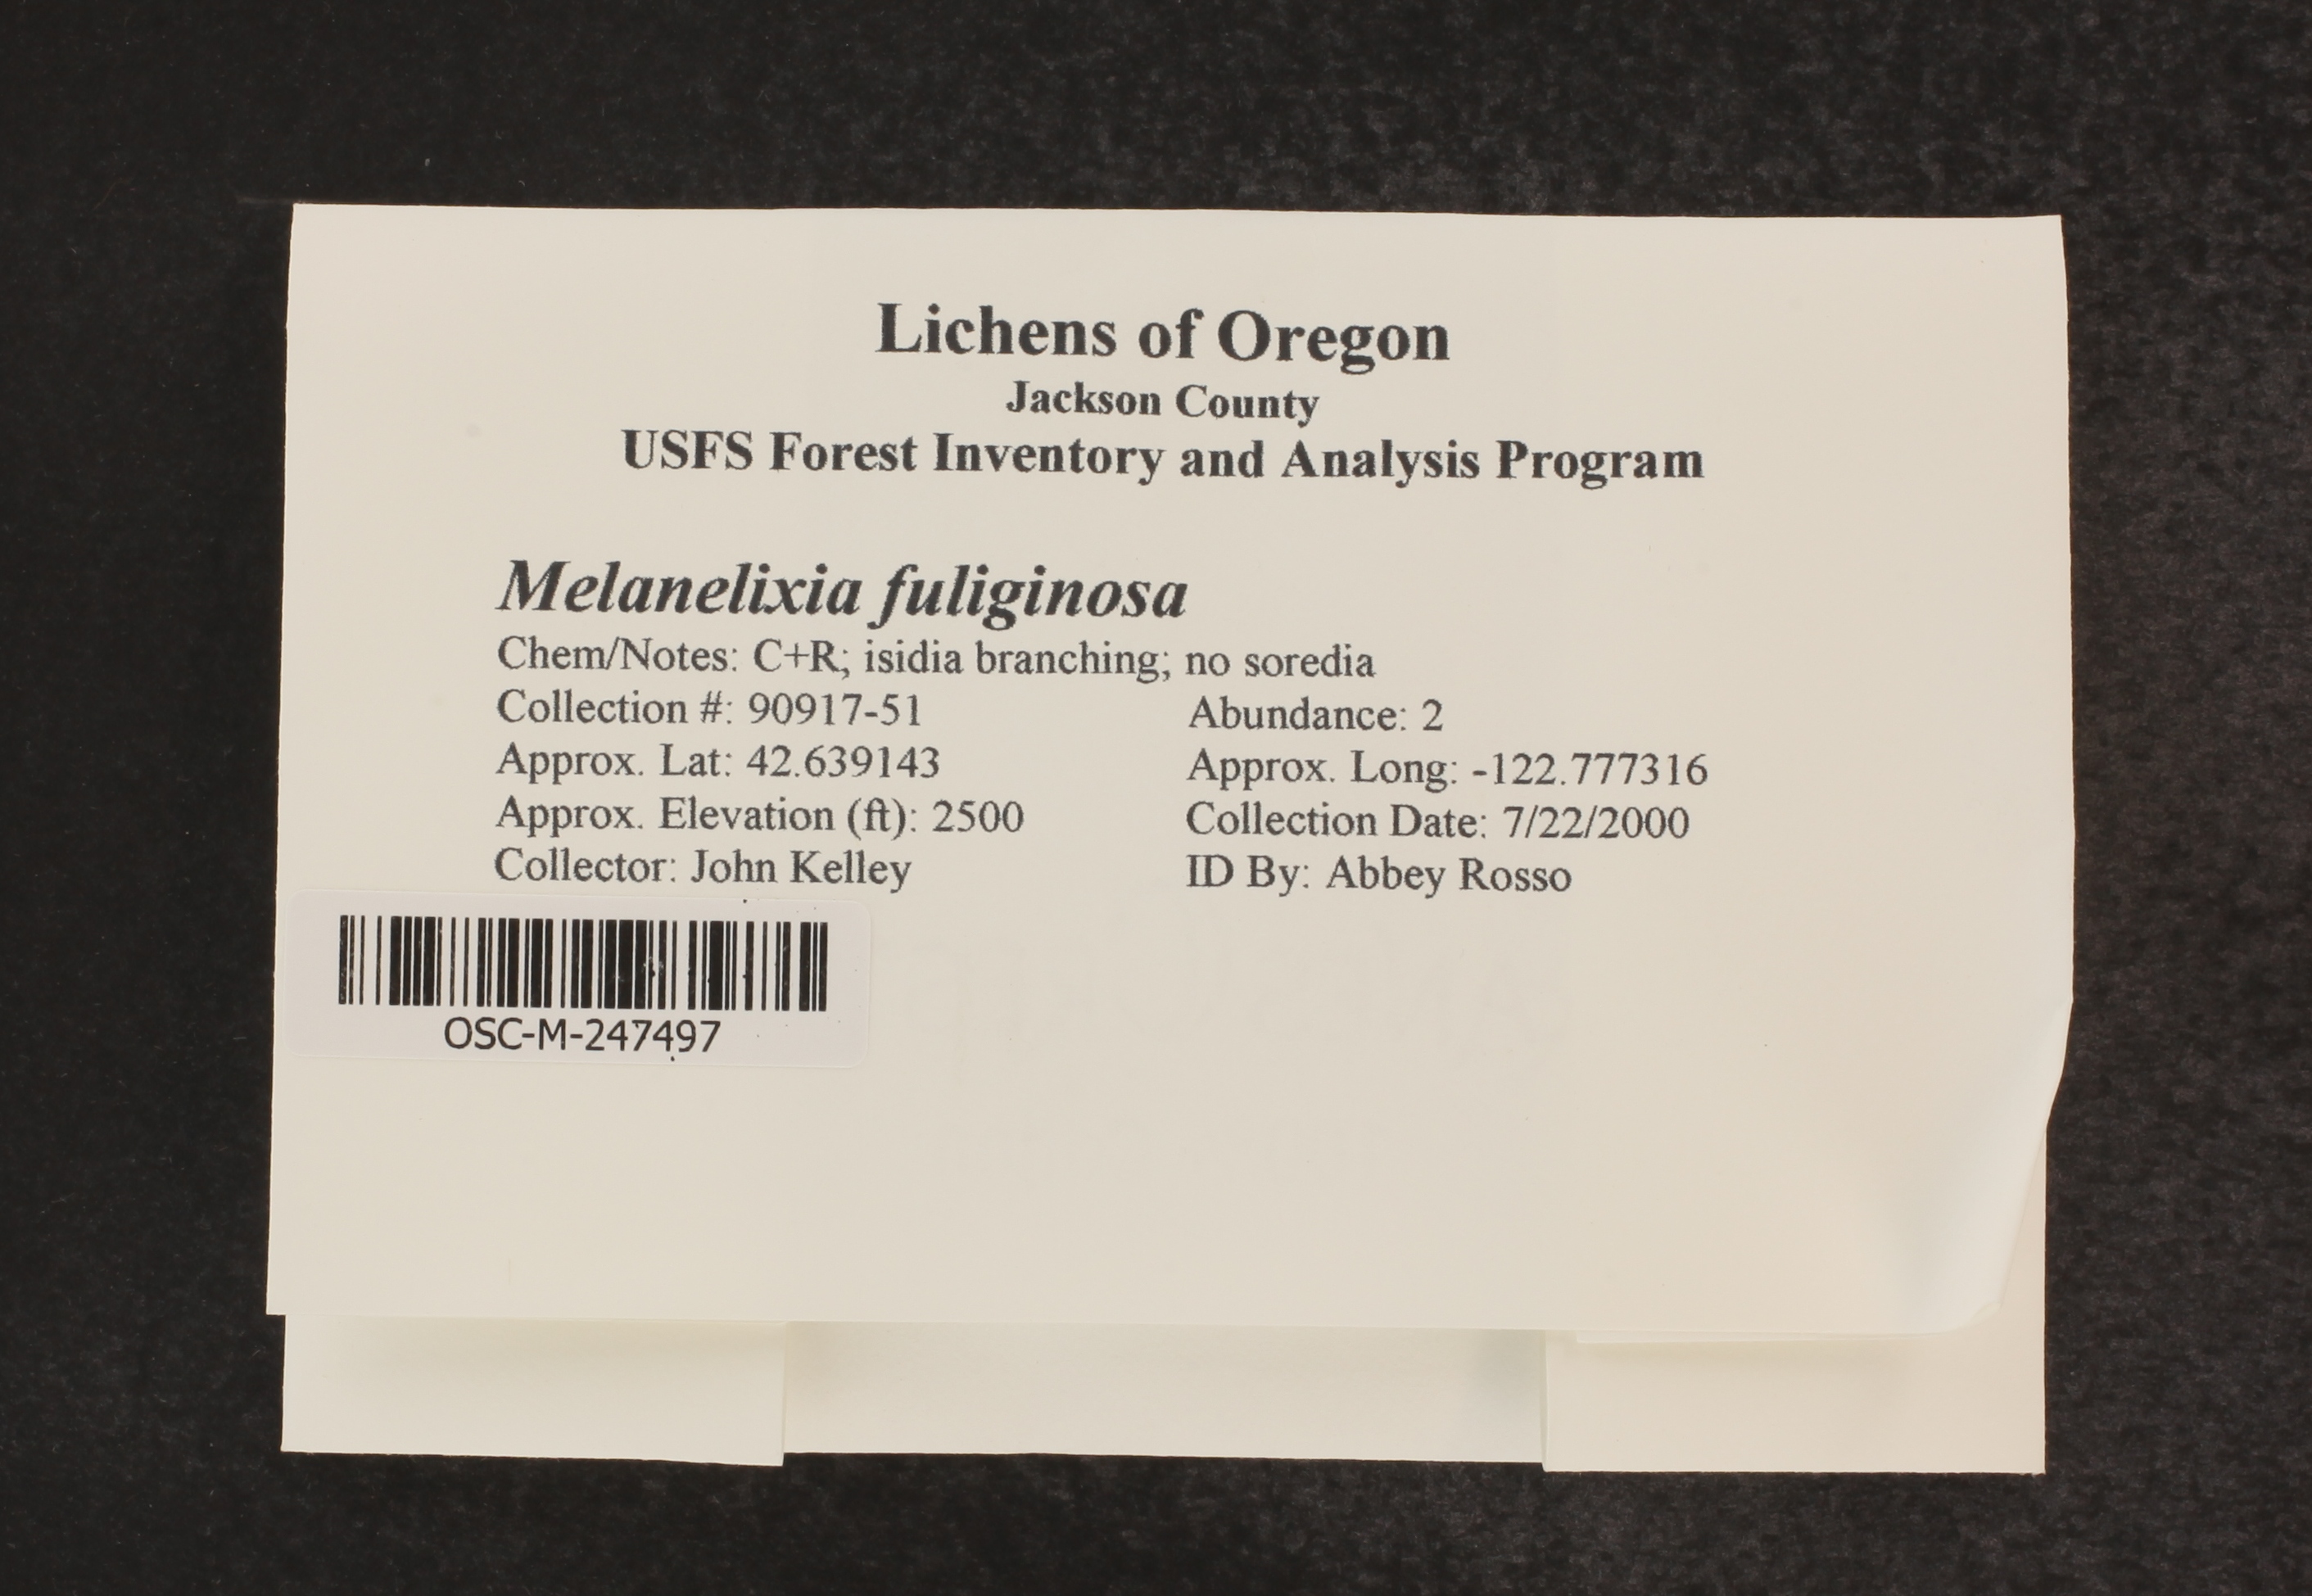 Lichens of Oregon
Jackson County
USFS Forest Inventory and Analysis Program
Melanelixia fuliginosa
Chem/Notes: C+R; isidia branching; no soredia
Collection #: 90917-51 Abundance: 2
Approx. Lat: 42.639143 Approx. Long: -122.777316
Approx. Elevation (ft): 2500 Collection Date: 7/22/2000
Collector: John Kelley ID By: Abbey Rosso
OSC-M-247497